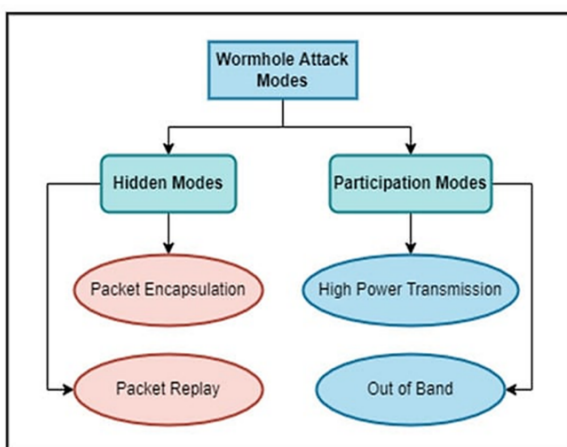 Wormhole Attack
Modes
Hidden Modes
Participation Modes
Packet Encapsulation
High Power Transmission
Packet Replay
Out of Band